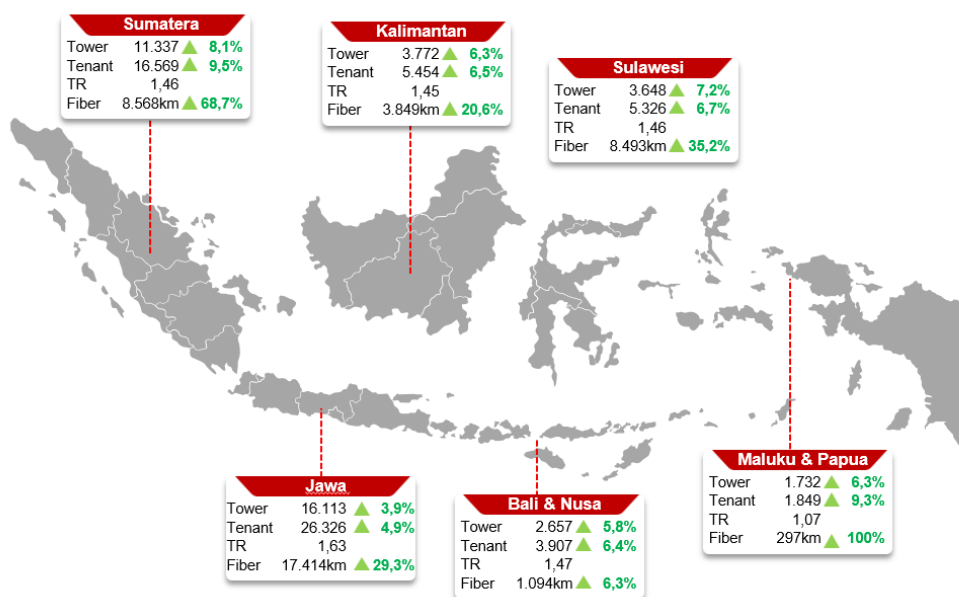 Sumatera
Tower 11.337 8,1%
Tenant 16.569 9,5%
TR 1,46
Fiber 8.568km 68,7%
Kalimantan
Tower 3.772 6,3%
Tenant 5.454 6,5%
TR 1,45
Fiber 3.849km 20,6%
Sulawesi
Tower 3.648 7,2%
Tenant 5.326 6,7%
TR 1,46
Fiber 8.493km 35,2%
Jawa
Tower 16.113 3,9%
Tenant 26.326 4,9%
TR 1,63
Fiber 17.414km 29,3%
Bali & Nusa
Tower 2.657 5,8%
Tenant 3.907 6,4%
TR 1,47
Fiber 1.094km 6,3%
Maluku & Papua
Tower 1.732 6,3%
Tenant 1.849 9,3%
TR 1,07
Fiber 297km 100%